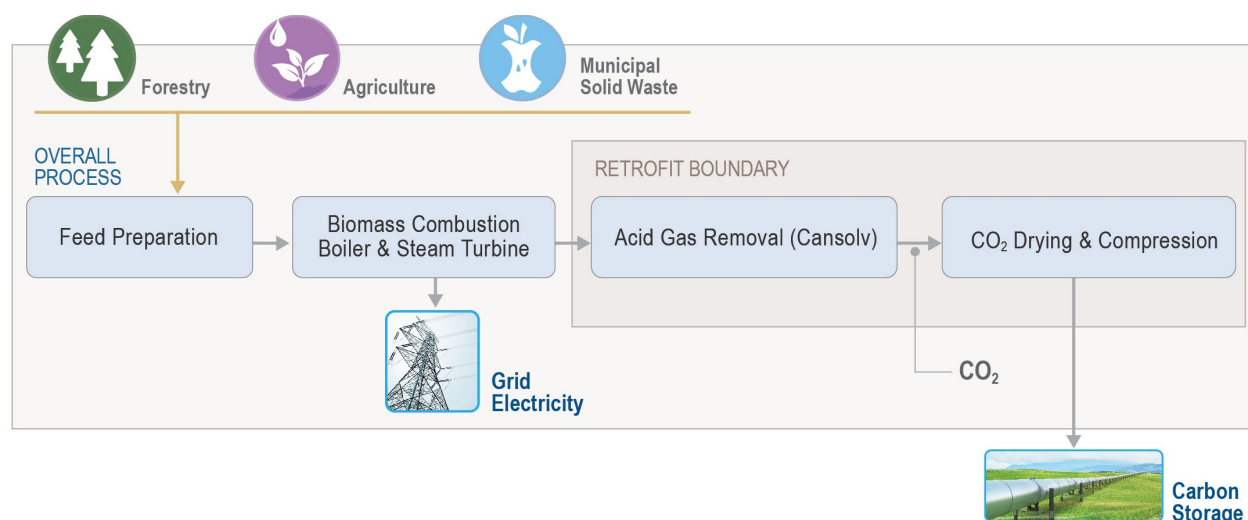 Forestry
Agriculture
Municipal
Solid Waste
OVERALL
PROCESS
RETROFIT BOUNDARY
Feed Preparation
Biomass Combustion
Boiler & Steam Turbine
Acid Gas Removal (Cansolv)
CO₂ Drying & Compression
Grid
Electricity
CO₂
Carbon
Storage